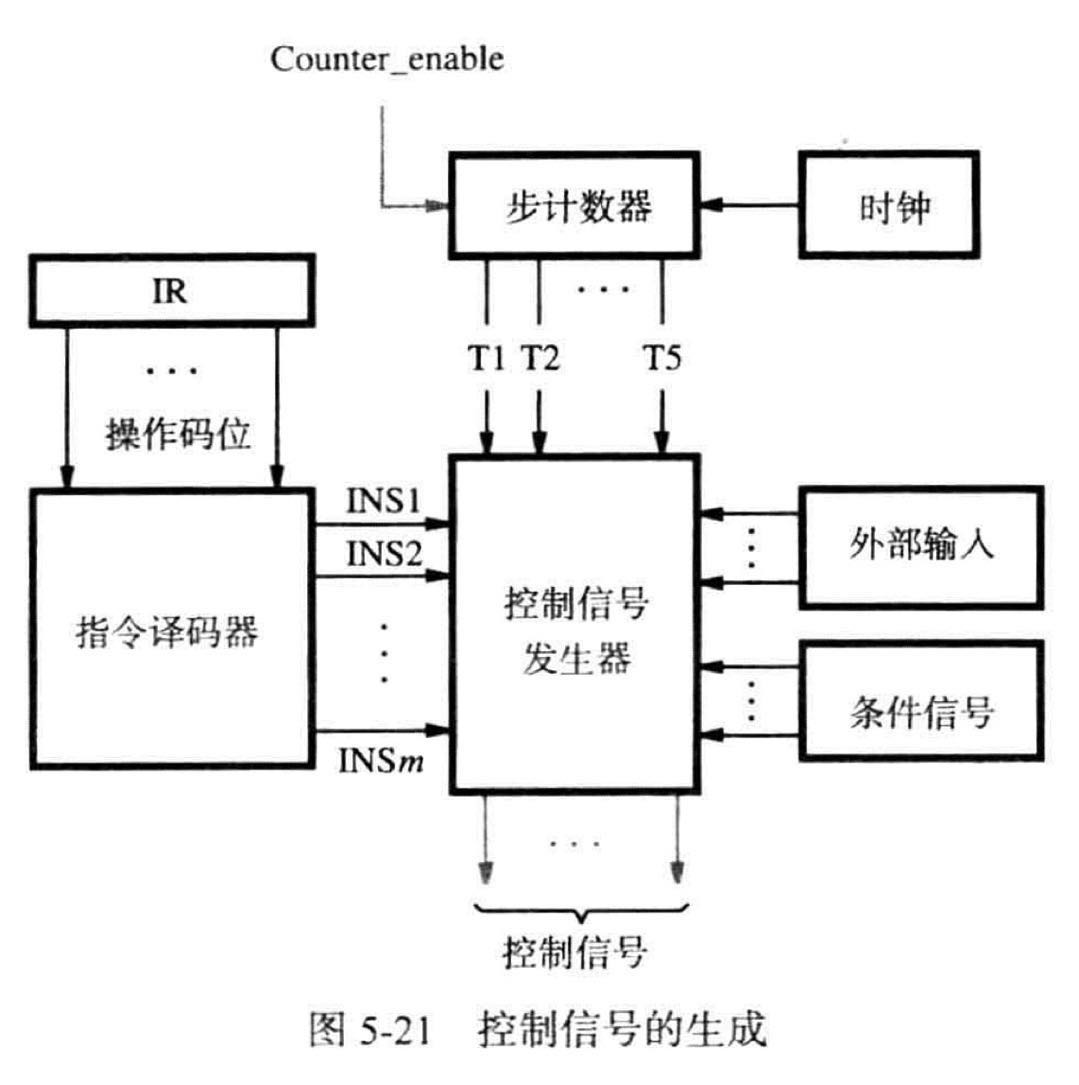 Counter_enable
步计数器
时钟
IR
...
...
T1 T2 T5
操作码位
INS1
INS2
INSm
指令译码器
控制信号
发生器
外部输入
条件信号
...
控制信号
图 5-21 控制信号的生成